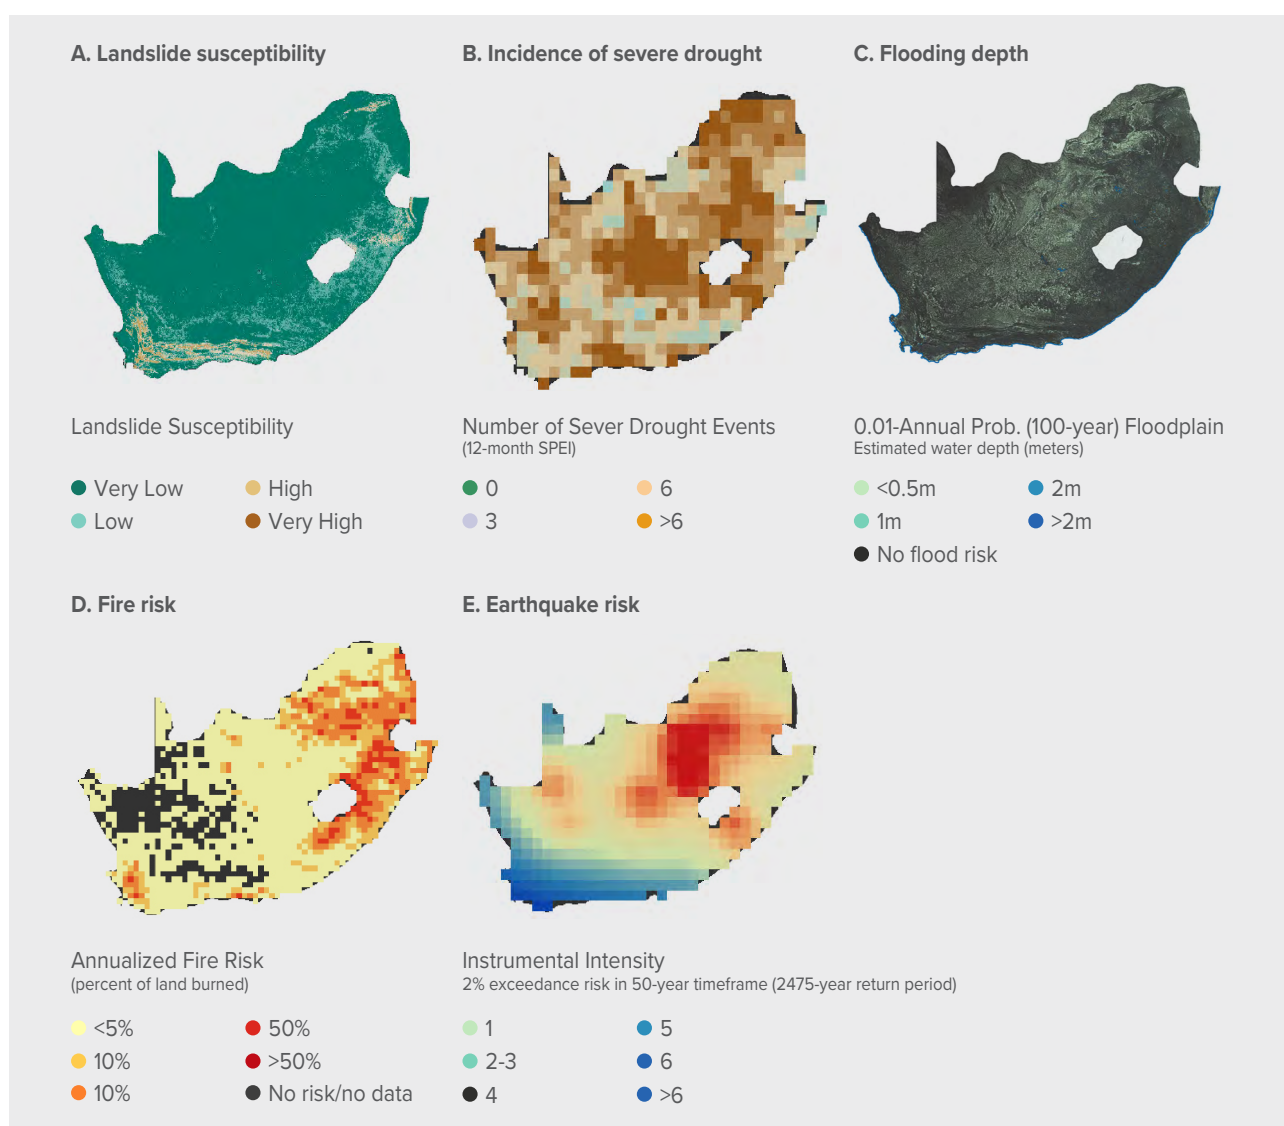 A. Landslide susceptibility
B. Incidence of severe drought
C. Flooding depth
Landslide Susceptibility
Very Low
High
Low
Very High
Number of Sever Drought Events
(12-month SPEI)
0
6
3
>6
0.01-Annual Prob. (100-year) Floodplain
Estimated water depth (meters)
<0.5m
2m
1m
>2m
No flood risk
D. Fire risk
E. Earthquake risk
Annualized Fire Risk
(percent of land burned)
<5%
50%
10%
>50%
10%
No risk/no data
Instrumental Intensity
2% exceedance risk in 50-year timeframe (2475-year return period)
1
5
2-3
6
4
>6